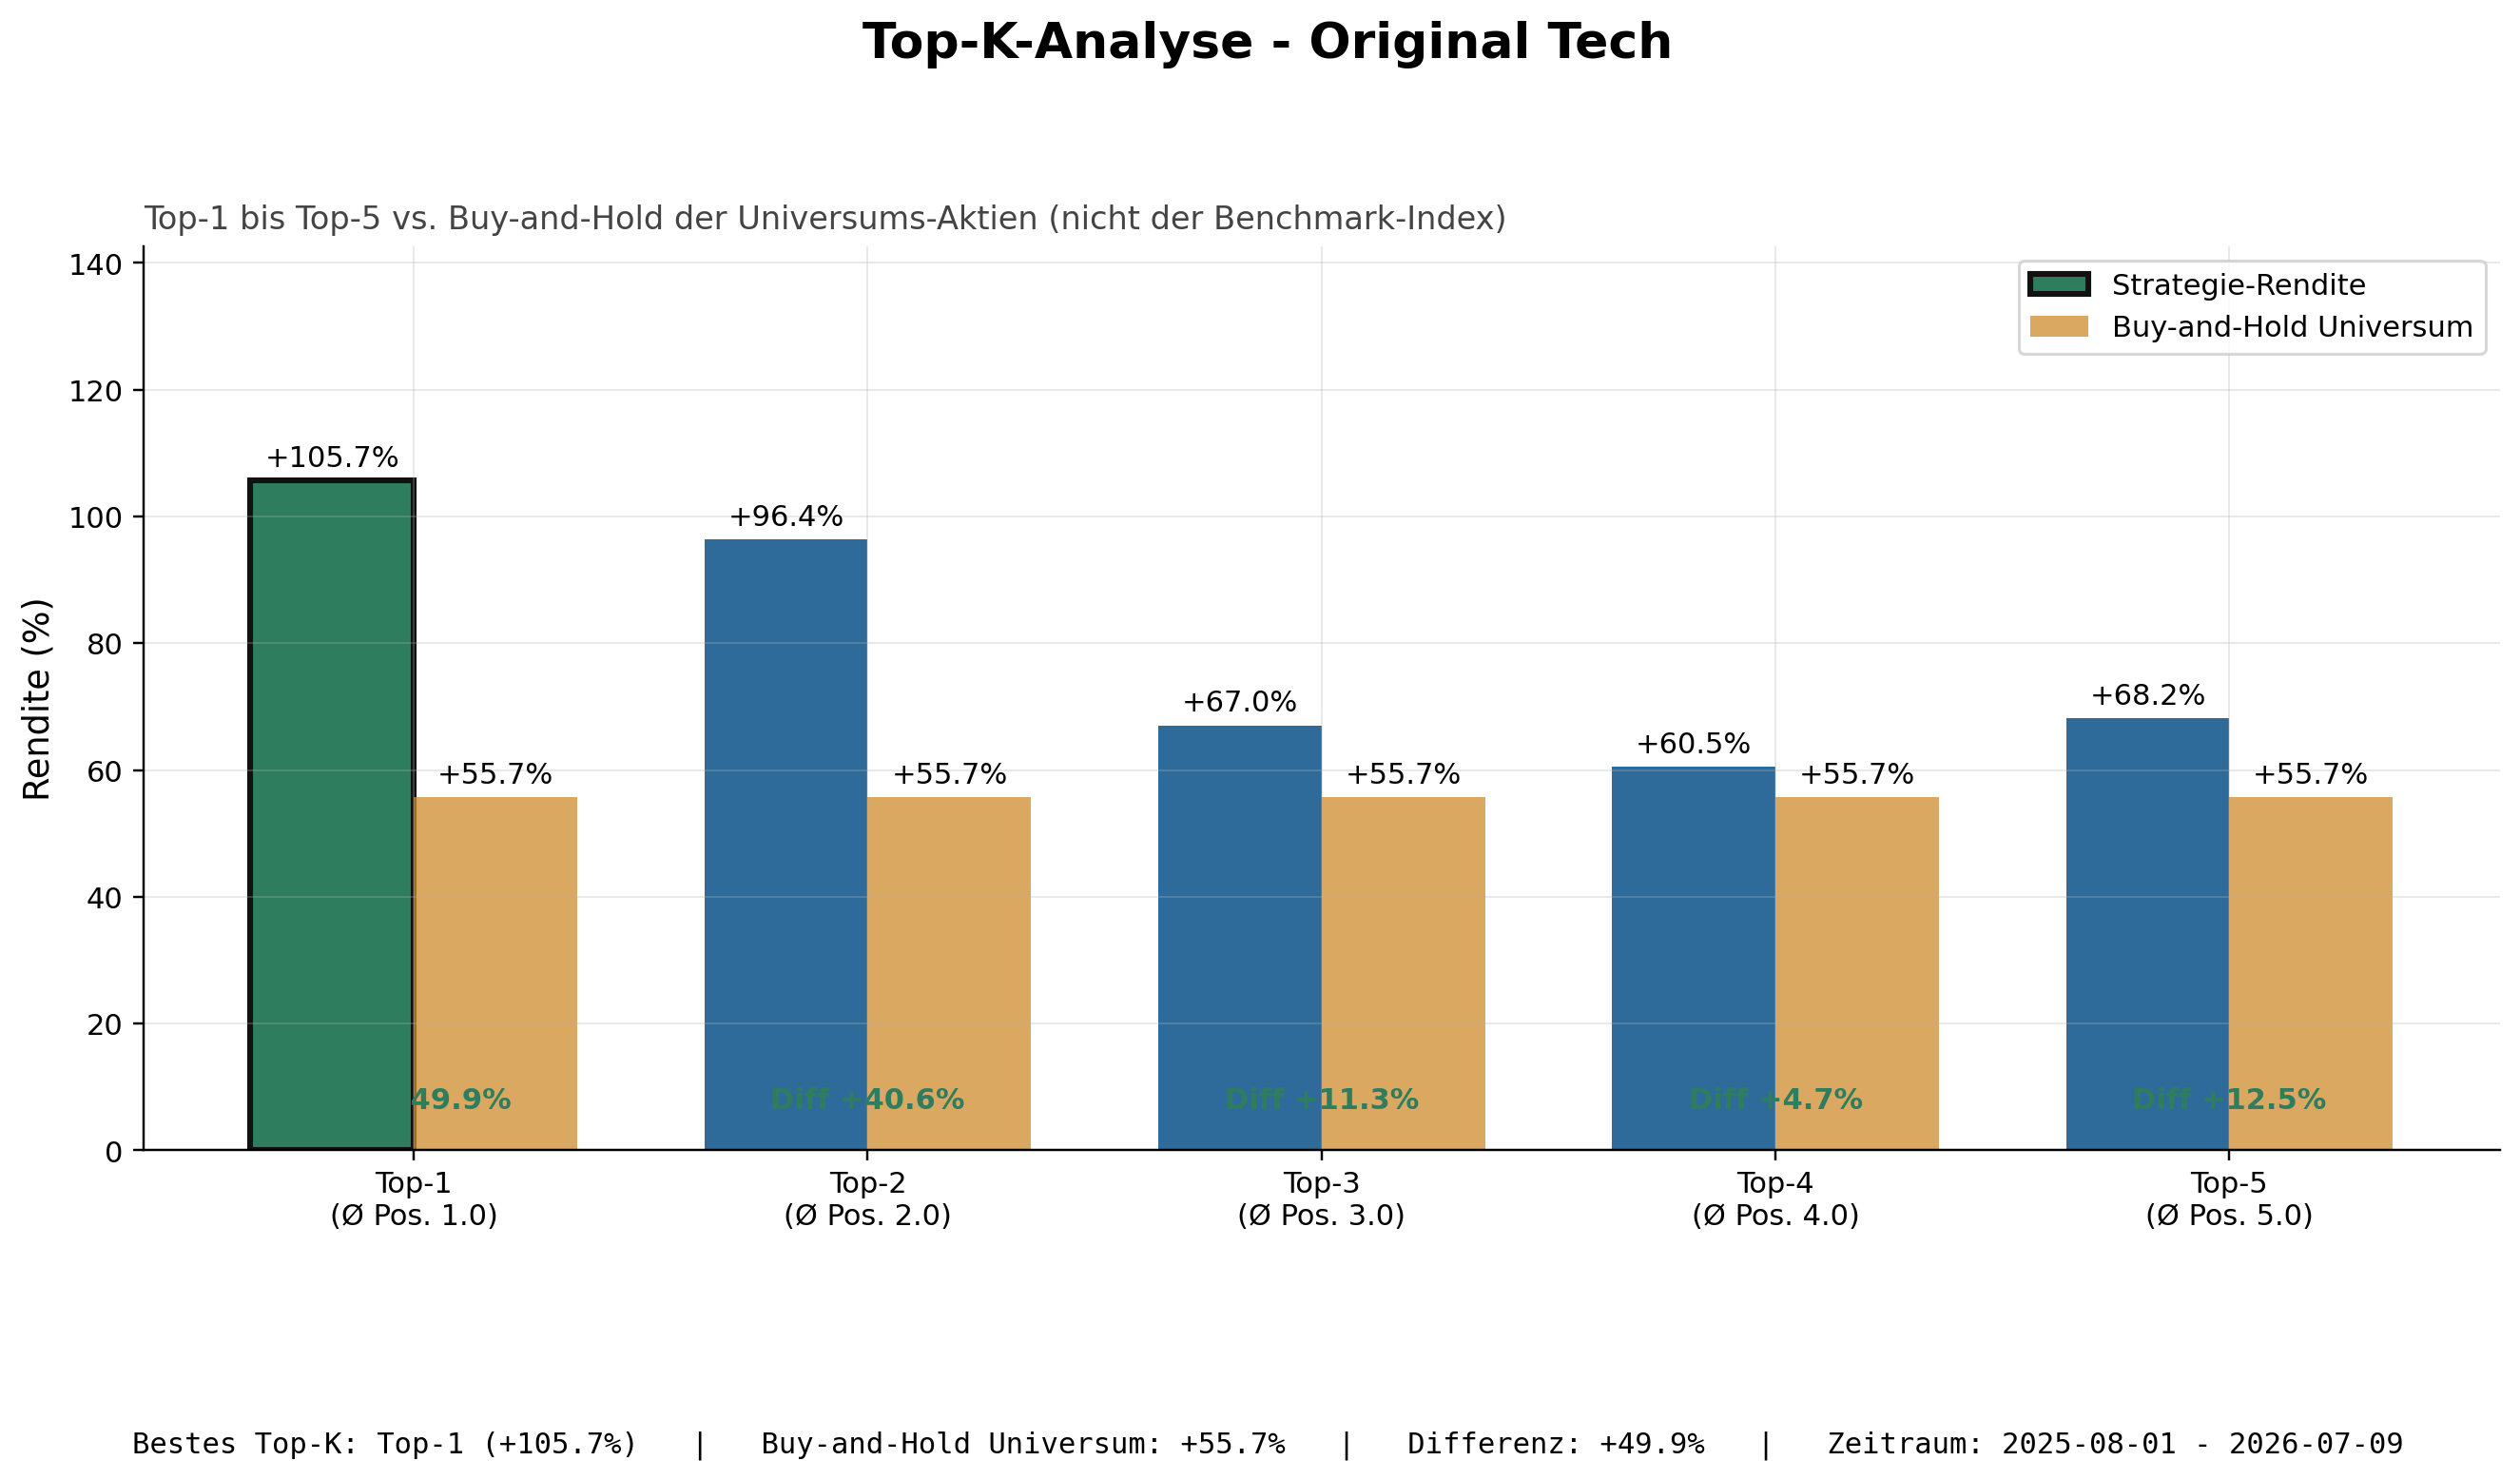 Top-K-Analyse - Original Tech
Top-1 bis Top-5 vs. Buy-and-Hold der Universums-Aktien (nicht der Benchmark-Index)
Rendite (%)
140
120
100
80
60
40
20
0
Strategie-Rendite
Buy-and-Hold Universum
+105.7%
+55.7%
+96.4%
+55.7%
+67.0%
+55.7%
+60.5%
+55.7%
+68.2%
+55.7%
49.9%
Diff +40.6%
Diff +11.3%
Diff +4.7%
Diff +12.5%
Top-1
(Ø Pos. 1.0)
Top-2
(Ø Pos. 2.0)
Top-3
(Ø Pos. 3.0)
Top-4
(Ø Pos. 4.0)
Top-5
(Ø Pos. 5.0)
Bestes Top-K: Top-1 (+105.7%) | Buy-and-Hold Universum: +55.7% | Differenz: +49.9% | Zeitraum: 2025-08-01 - 2026-07-09